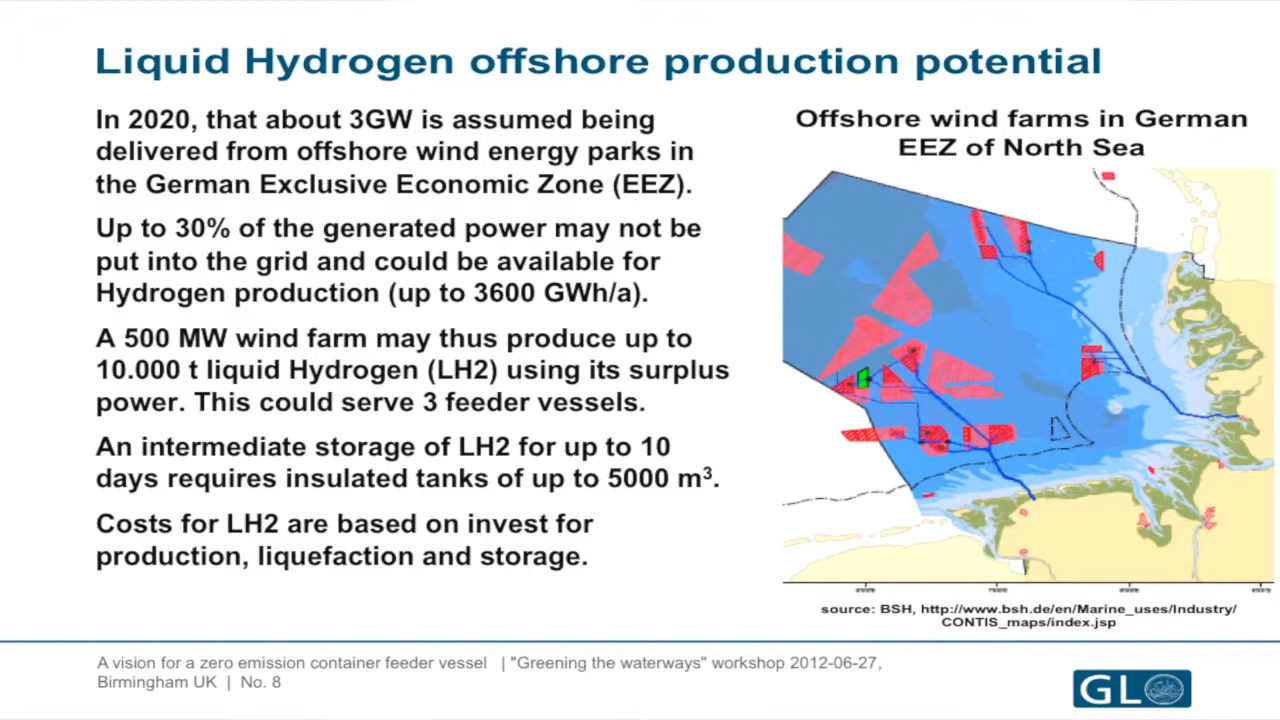 Liquid Hydrogen offshore production potential
In 2020, that about 3GW is assumed being
delivered from offshore wind energy parks in
the German Exclusive Economic Zone (EEZ).
Up to 30% of the generated power may not be
put into the grid and could be available for
Hydrogen production (up to 3600 GWh/a).
A 500 MW wind farm may thus produce up to
10.000 t liquid Hydrogen (LH2) using its surplus
power. This could serve 3 feeder vessels.
An intermediate storage of LH2 for up to 10
days requires insulated tanks of up to 5000 m³.
Costs for LH2 are based on invest for
production, liquefaction and storage.
Offshore wind farms in German
EEZ of North Sea
source: BSH, http://www.bsh.de/en/Marine_uses/Industry/
CONTIS_maps/index.jsp
A vision for a zero emission container feeder vessel | "Greening the waterways" workshop 2012-06-27,
Birmingham UK | No. 8
GL